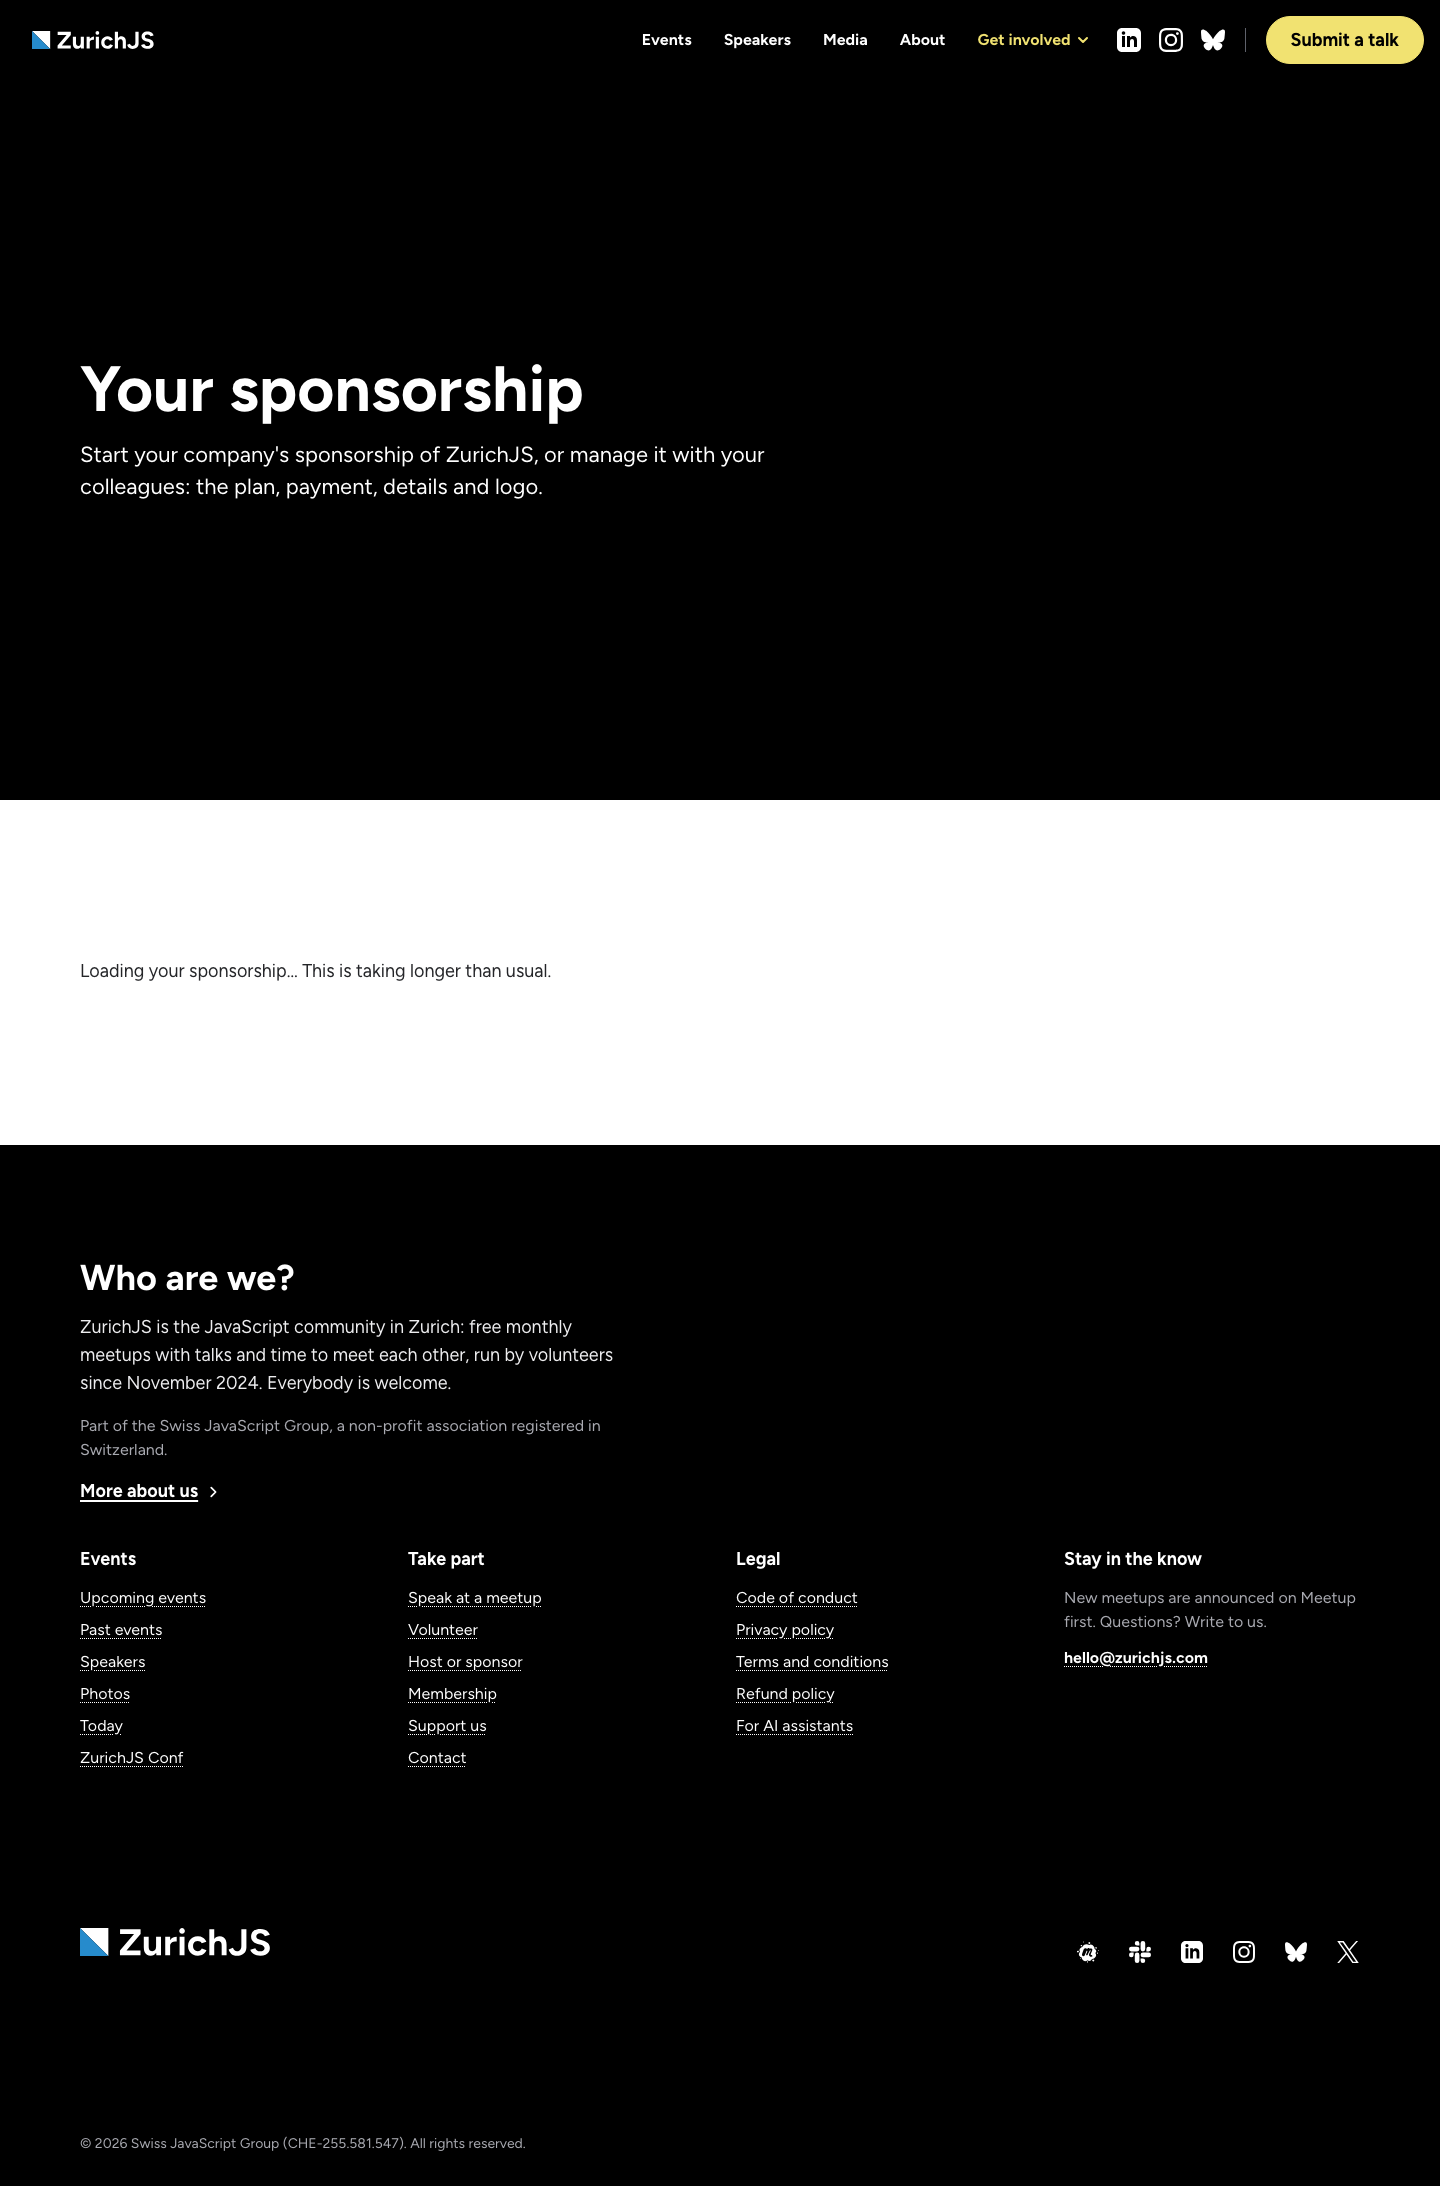 ZurichJS
Events
Speakers
Media
About
Get involved
Submit a talk
Your sponsorship
Start your company's sponsorship of ZurichJS, or manage it with your
colleagues: the plan, payment, details and logo.
Loading your sponsorship... This is taking longer than usual.
Who are we?
ZurichJS is the JavaScript community in Zurich: free monthly
meetups with talks and time to meet each other, run by volunteers
since November 2024. Everybody is welcome.
Part of the Swiss JavaScript Group, a non-profit association registered in
Switzerland.
More about us
Events
Upcoming events
Past events
Speakers
Photos
Today
ZurichJS Conf
Take part
Speak at a meetup
Volunteer
Host or sponsor
Membership
Support us
Contact
Legal
Code of conduct
Privacy policy
Terms and conditions
Refund policy
For AI assistants
Stay in the know
New meetups are announced on Meetup
first. Questions? Write to us.
hello@zurichjs.com
ZurichJS
© 2026 Swiss JavaScript Group (CHE-255.581.547). All rights reserved.